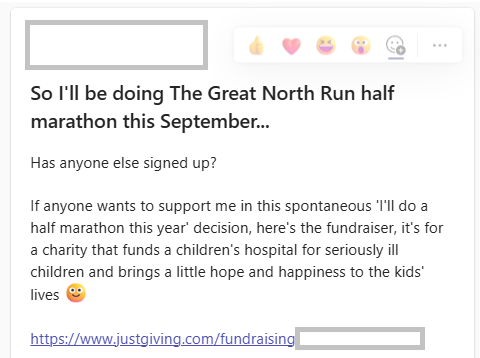 So I'll be doing The Great North Run half
marathon this September...
Has anyone else signed up?
If anyone wants to support me in this spontaneous 'I'll do a
half marathon this year' decision, here's the fundraiser, it's for
a charity that funds a children's hospital for seriously ill
children and brings a little hope and happiness to the kids'
lives
https://www.justgiving.com/fundraising